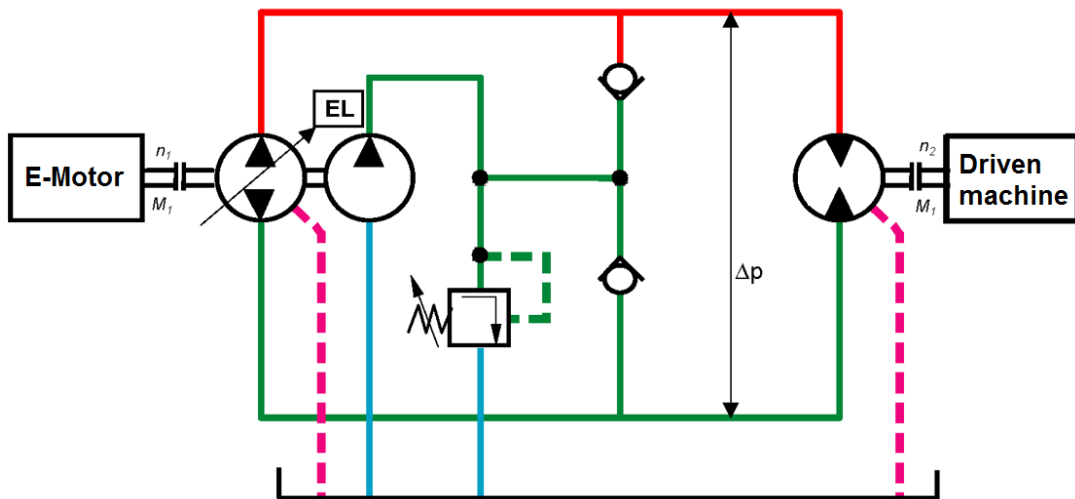 EL
E-Motor
n1
M1
n2
M1
Driven
machine
Δp